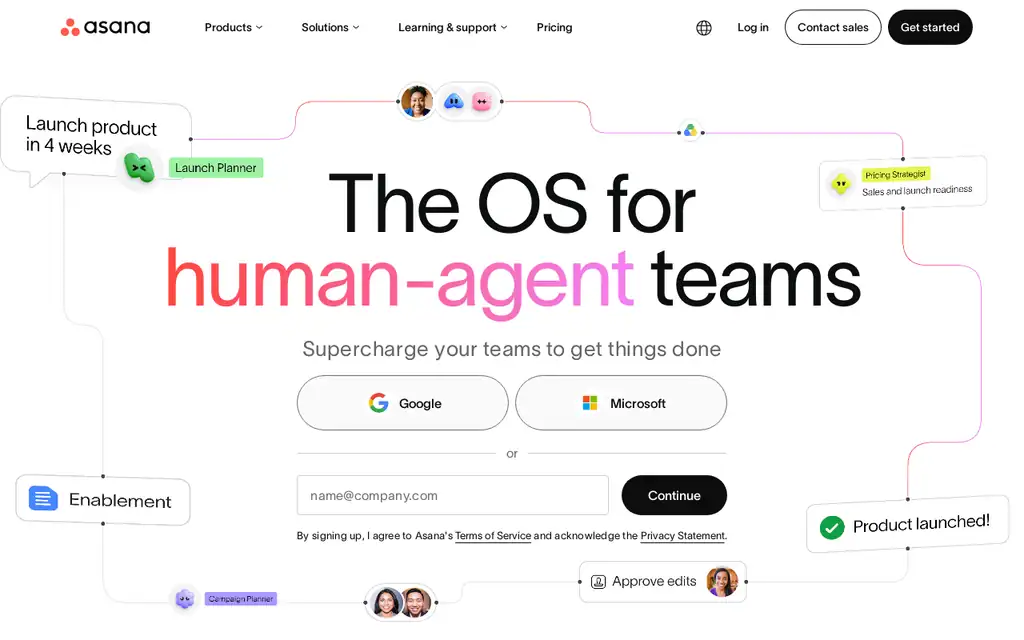 asana
Products
Solutions
Learning & support
Pricing
Log in
Contact sales
Get started
Launch product
in 4 weeks
Launch Planner
Pricing Strategist
Sales and launch readiness
The OS for
human-agent teams
Supercharge your teams to get things done
Google
Microsoft
or
name@company.com
Continue
By signing up, I agree to Asana's Terms of Service and acknowledge the Privacy Statement.
Enablement
Product launched!
Campaign Planner
Approve edits